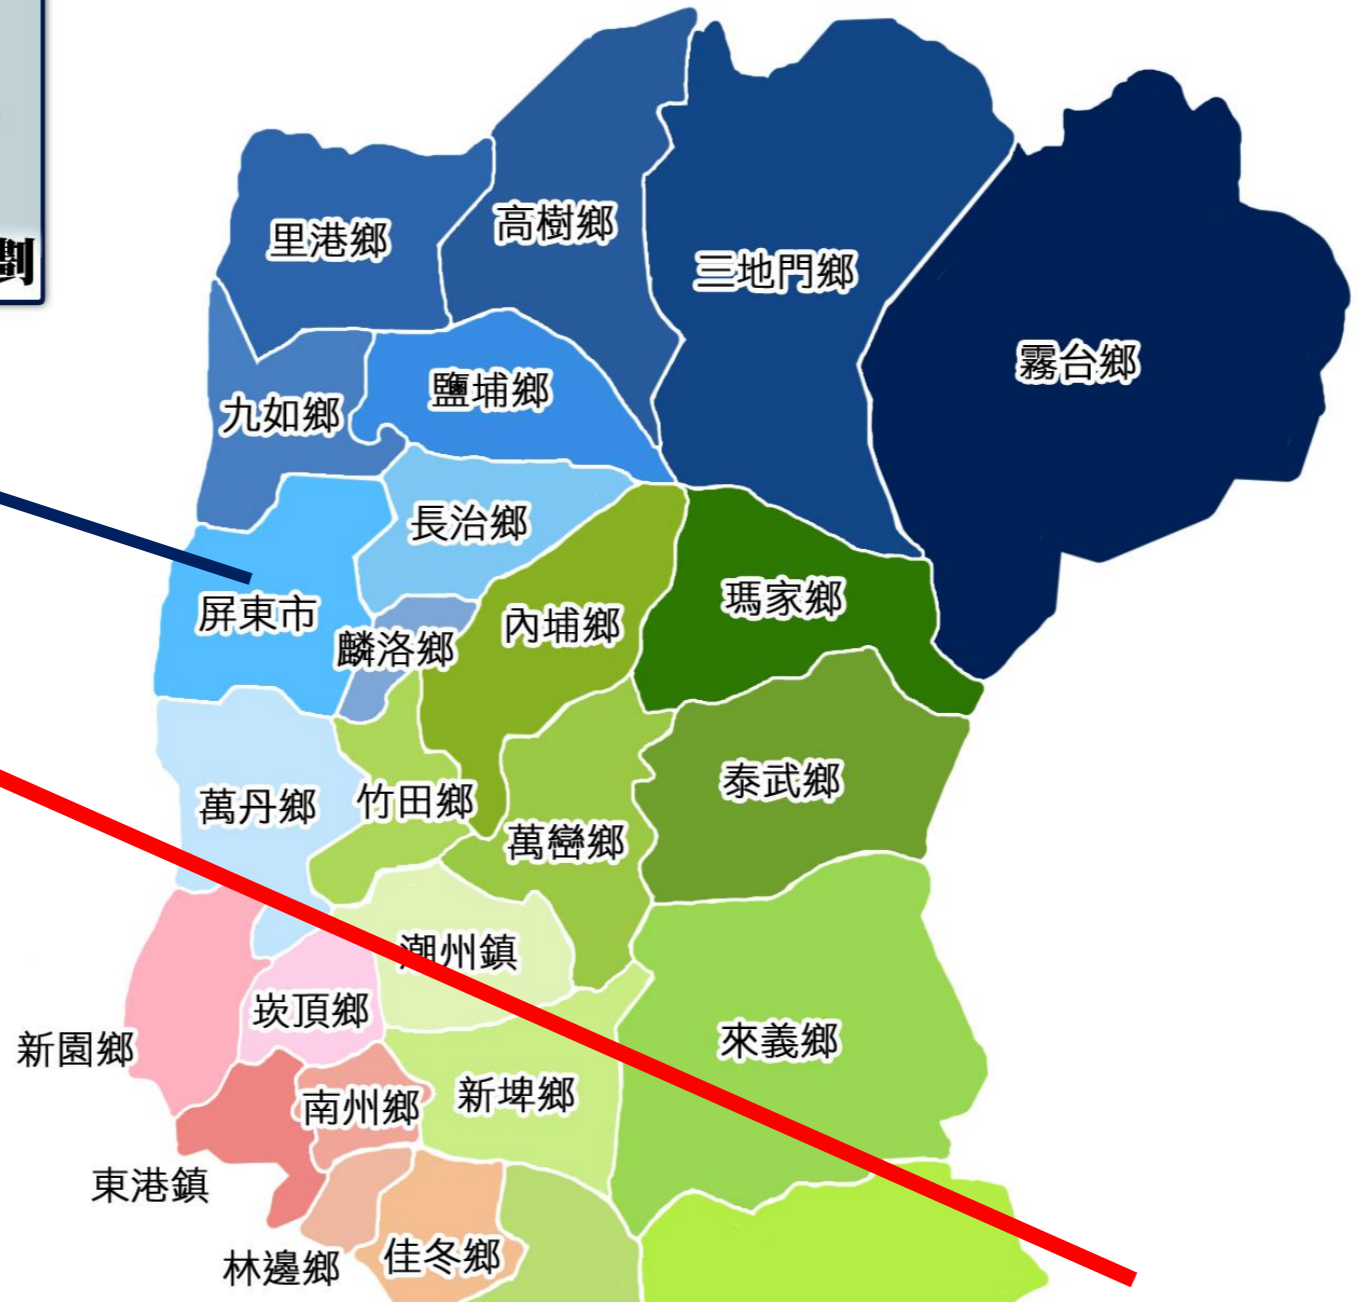 高樹鄉
里港鄉
三地門鄉
劃
霧台鄉
鹽埔鄉
九如鄉
長治鄉
瑪家鄉
屏東市
內埔鄉
麟洛鄉
泰武鄉
萬丹鄉
竹田鄉
萬巒鄉
潮州鎮
崁頂鄉
來義鄉
新園鄉
新埤鄉
南州鄉
東港鎮
佳冬鄉
林邊鄉